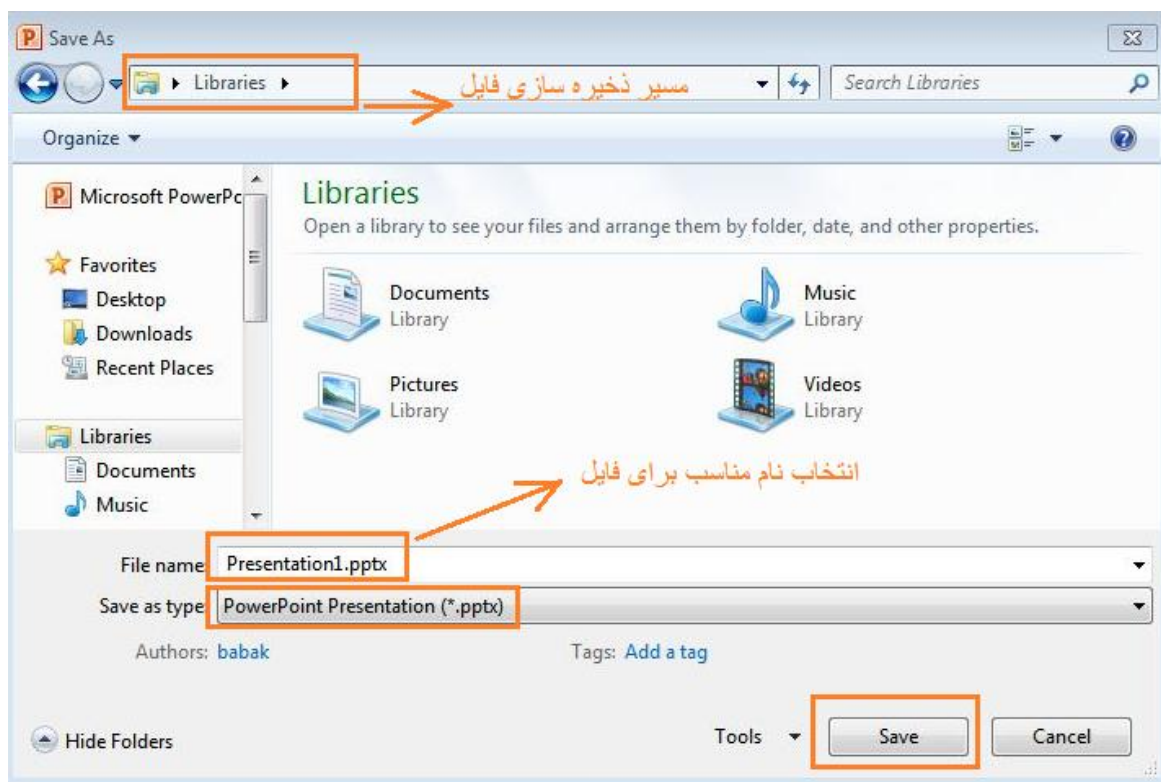 Save As
Libraries
مسیر ذخیره سازی فایل
Search Libraries
Organize
Microsoft PowerPo
Favorites
Desktop
Downloads
Recent Places
Libraries
Documents
Music
Libraries
Open a library to see your files and arrange them by folder, date, and other properties.
Documents
Library
Music
Library
Pictures
Library
Videos
Library
انتخاب نام مناسب برای فایل
File name: Presentation1.pptx
Save as type: PowerPoint Presentation (*.pptx)
Authors: babak Tags: Add a tag
Hide Folders Tools Save Cancel